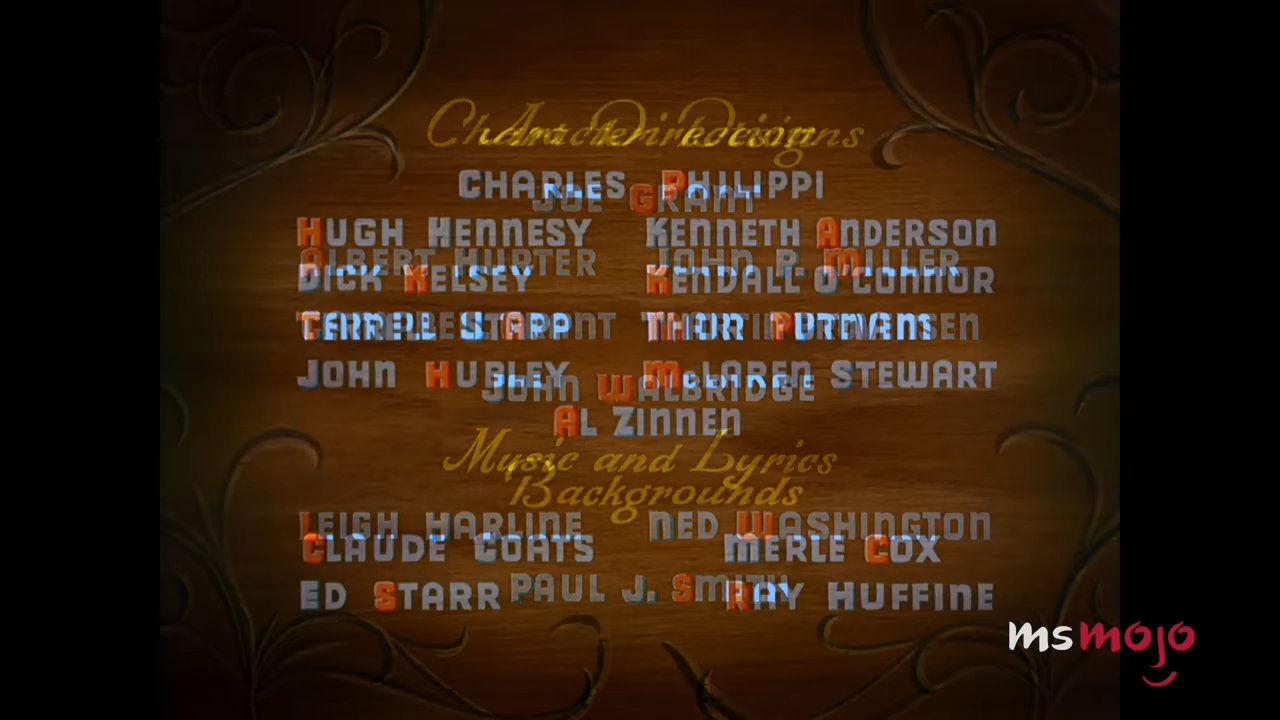 Character Designs
Art Direction
CHARLES PHILIPPI
JOE GRANT
HUGH HENNESY KENNETH ANDERSON
ALBERT HURTER JOHN P. MILLER
DICK KELSEY KENDALL O'CONNOR
TERRELL STAPP THOR PUTNAM
JOHN HUBLEY McLAREN STEWART
JOHN WALBRIDGE
AL ZINNEN
Music and Lyrics
Backgrounds
LEIGH HARLINE NED WASHINGTON
CLAUDE COATS MERLE COX
PAUL J. SMITH
ED STARR RAY HUFFINE
msmojo